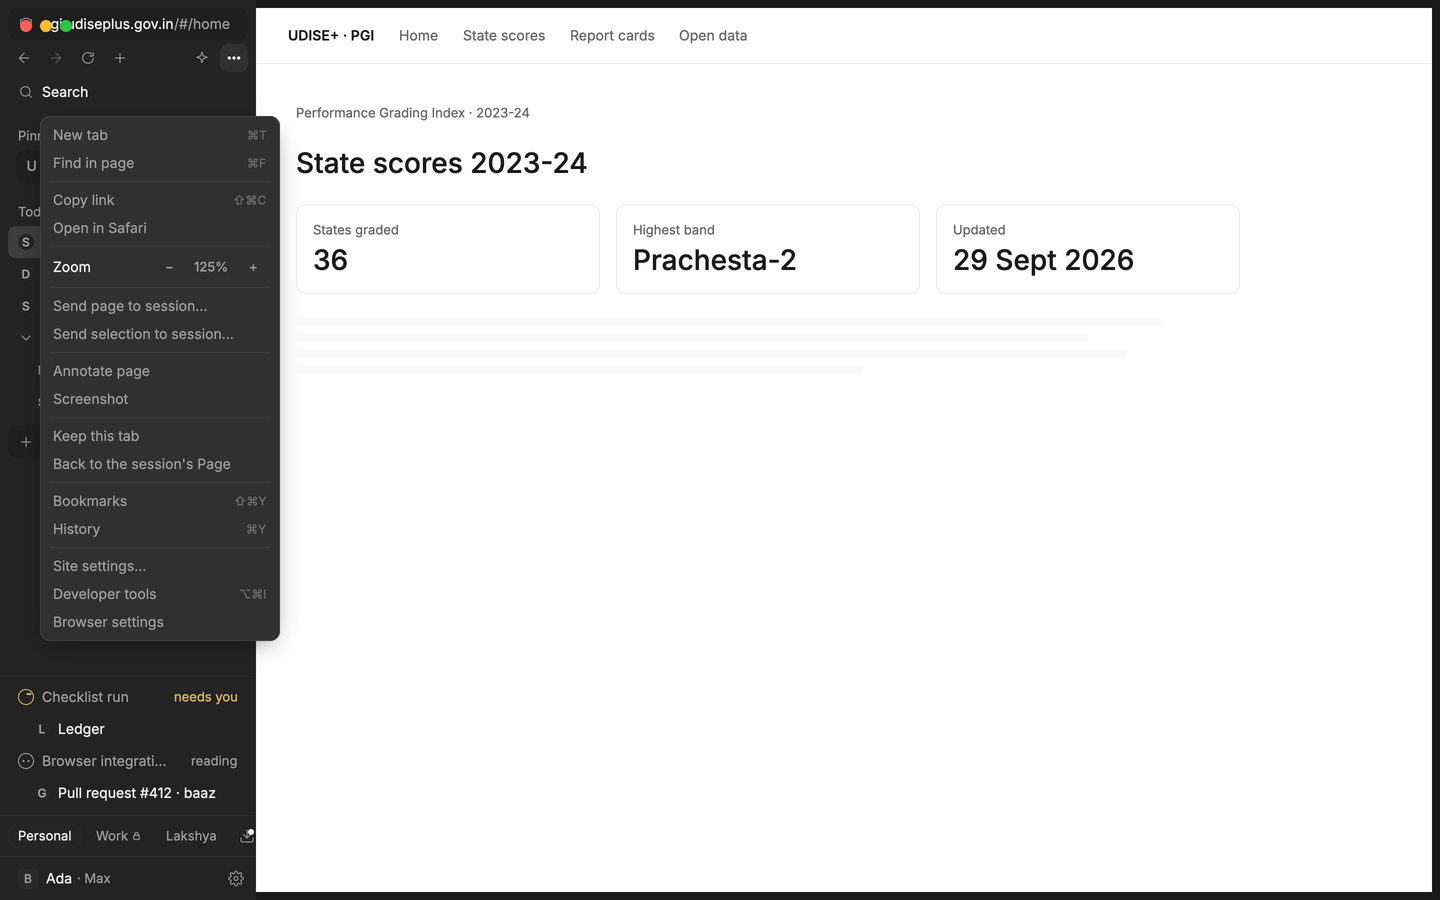 udiseplus.gov.in/#/home
Search
New tab ⌘T
Find in page ⌘F
Copy link ⇧⌘C
Open in Safari
Zoom − 125% +
Send page to session...
Send selection to session...
Annotate page
Screenshot
Keep this tab
Back to the session's Page
Bookmarks ⇧⌘Y
History ⌘Y
Site settings...
Developer tools ⌥⌘I
Browser settings
U
S
D
S
Checklist run needs you
L Ledger
Browser integrati... reading
G Pull request #412 · baaz
Personal Work Lakshya
B Ada · Max
UDISE+ · PGI Home State scores Report cards Open data
Performance Grading Index · 2023-24
State scores 2023-24
States graded
36
Highest band
Prachesta-2
Updated
29 Sept 2026